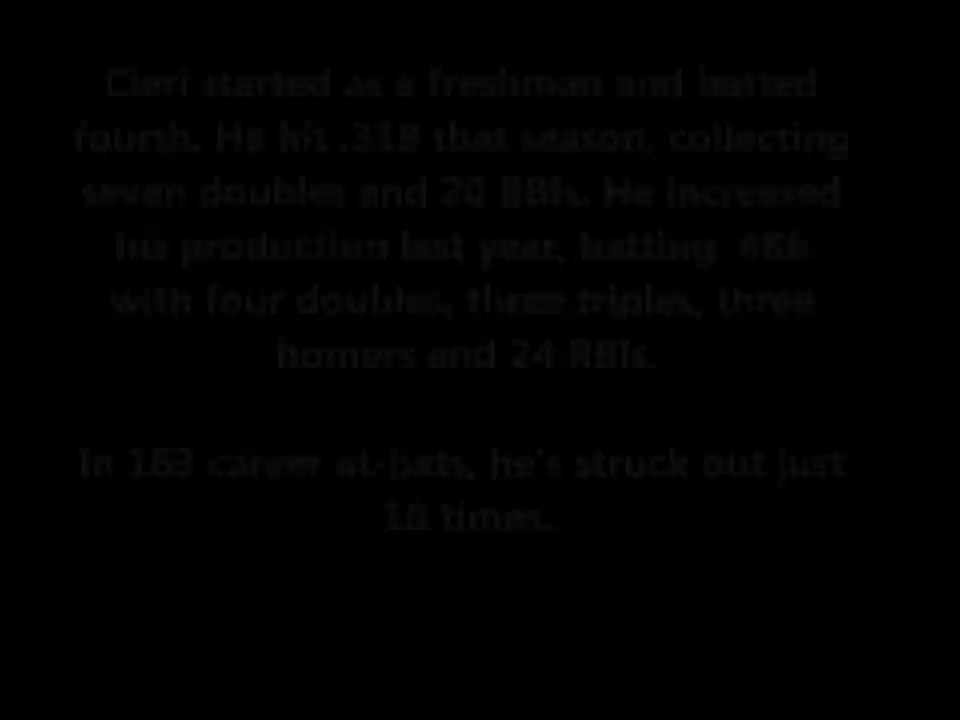 Cieri started as a freshman and batted
fourth. He hit .318 that season, collecting
seven doubles and 20 RBIs. He increased
his production last year, batting
with four doubles, three triples, three
homers and 24 RBIs.
In 163 career at-bats, he's struck out just
times.